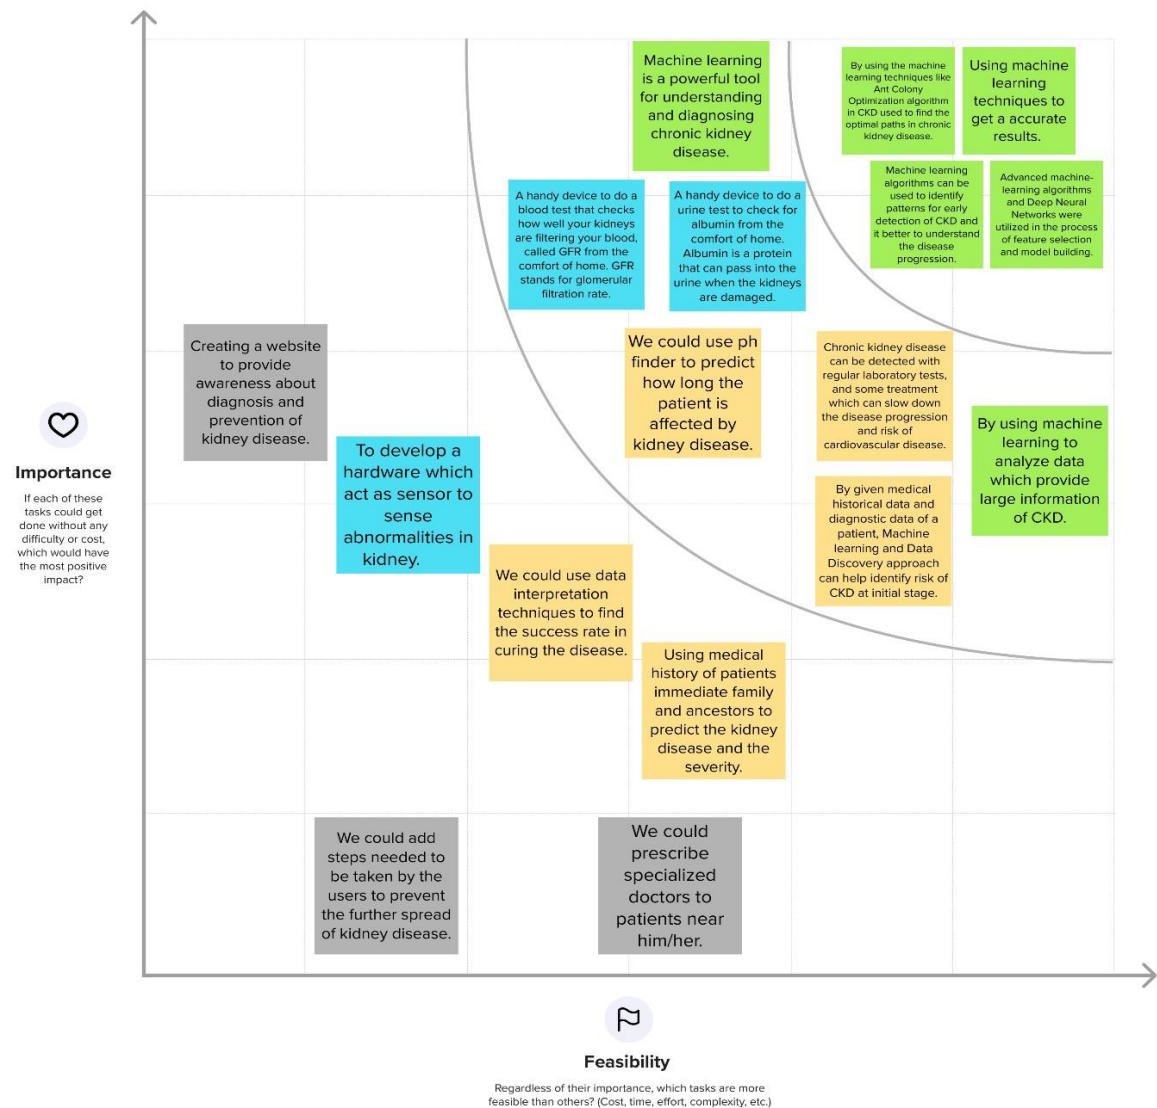 Machine learning
is a powerful tool
for understanding
and diagnosing
chronic kidney
disease.
By using the machine
learning techniques like
Ant Colony
Optimization algorithm
in CKD used to find the
optimal paths in chronic
kidney disease.
Using machine
learning
techniques to
get a accurate
results.
Machine learning
algorithms can be
used to identify
patterns for early
detection of CKD and
it better to understand
the disease
progression.
Advanced machine-
learning algorithms
and Deep Neural
Networks were
utilized in the process
of feature selection
and model building.
A handy device to do a
blood test that checks
how well your kidneys
are filtering your blood,
called GFR from the
comfort of home. GFR
stands for glomerular
filtration rate.
A handy device to do a
urine test to check for
albumin from the
comfort of home.
Albumin is a protein
that can pass into the
urine when the kidneys
are damaged.
Creating a website
to provide
awareness about
diagnosis and
prevention of
kidney disease.
We could use ph
finder to predict
how long the
patient is
affected by
kidney disease.
Chronic kidney disease
can be detected with
regular laboratory tests,
and some treatment
which can slow down
the disease progression
and risk of
cardiovascular disease.
By using machine
learning to
analyze data
which provide
large information
of CKD.
To develop a
hardware which
act as sensor to
sense
abnormalities in
kidney.
By given medical
historical data and
diagnostic data of a
patient, Machine
learning and Data
Discovery approach
can help identify risk of
CKD at initial stage.
We could use data
interpretation
techniques to find
the success rate in
curing the disease.
Using medical
history of patients
immediate family
and ancestors to
predict the kidney
disease and the
severity.
We could add
steps needed to
be taken by the
users to prevent
the further spread
of kidney disease.
We could
prescribe
specialized
doctors to
patients near
him/her.
Importance
If each of these
tasks could get
done without any
difficulty or cost,
which would have
the most positive
impact?
Feasibility
Regardless of their importance, which tasks are more
feasible than others? (Cost, time, effort, complexity, etc.)